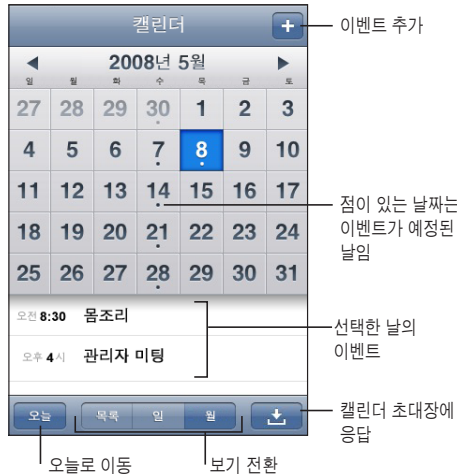 캘린더
+
이벤트 추가
2008년 5월
일 월 화 수 목 금 토
27 28 29 30 1 2 3
4 5 6 7 8 9 10
11 12 13 14 15 16 17
18 19 20 21 22 23 24
25 26 27 28 29 30 31
점이 있는 날짜는
이벤트가 예정된
날임
오전 8:30 몸조리
오후 4시 관리자 미팅
선택한 날의
이벤트
오늘 목록 일 월
캘린더 초대장에
응답
오늘로 이동
보기 전환